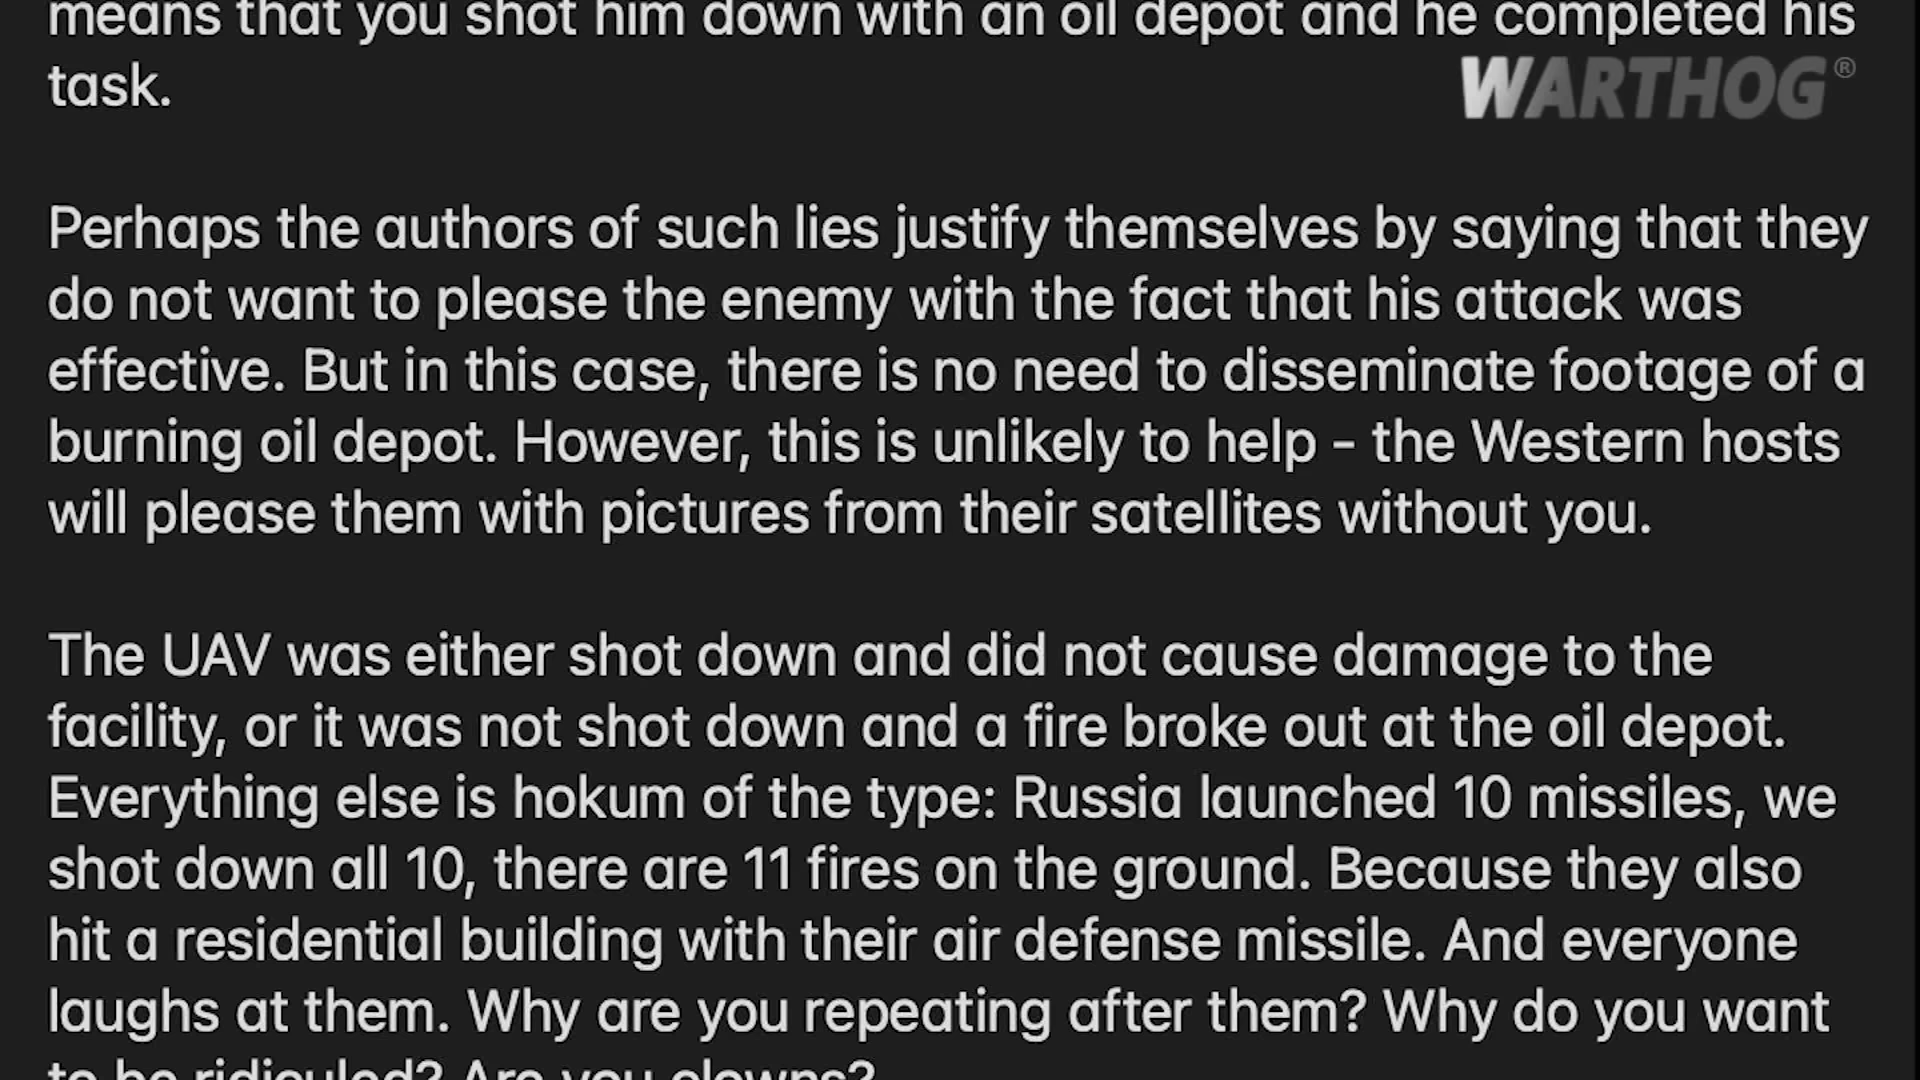 means that you shot him down with an oil depot and he completed his
task.
WARTHOG®
Perhaps the authors of such lies justify themselves by saying that they
do not want to please the enemy with the fact that his attack was
effective. But in this case, there is no need to disseminate footage of a
burning oil depot. However, this is unlikely to help – the Western hosts
will please them with pictures from their satellites without you.
The UAV was either shot down and did not cause damage to the
facility, or it was not shot down and a fire broke out at the oil depot.
Everything else is hokum of the type: Russia launched 10 missiles, we
shot down all 10, there are 11 fires on the ground. Because they also
hit a residential building with their air defense missile. And everyone
laughs at them. Why are you repeating after them? Why do you want
to be ridiculed? Are you clowns?